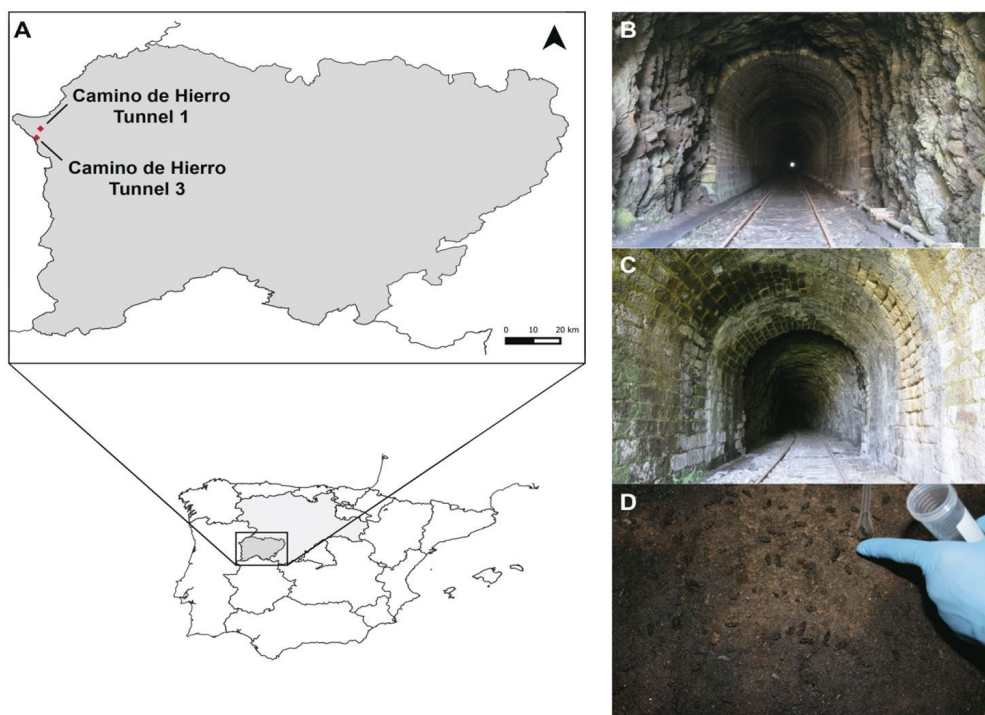 A
Camino de Hierro
Tunnel 1
Camino de Hierro
Tunnel 3
0 10 20 km
B
C
D